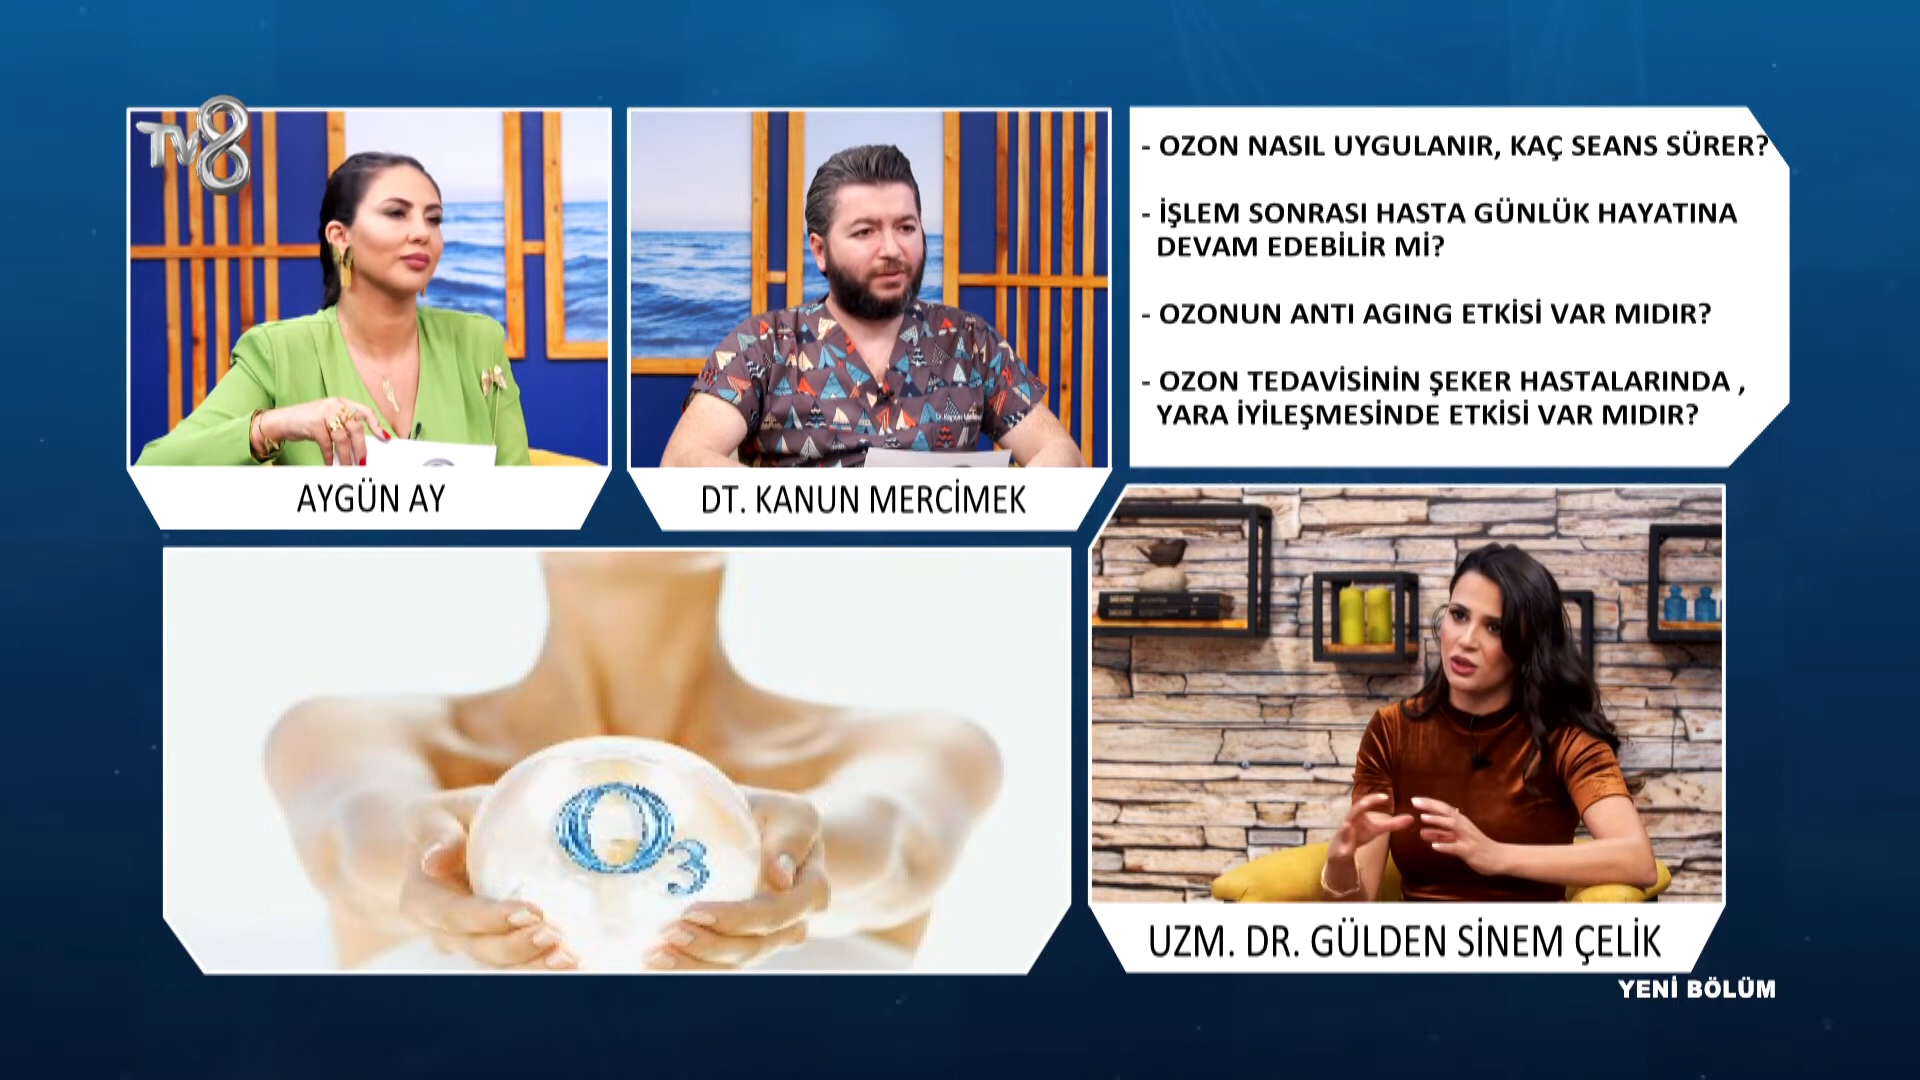 TV8
- OZON NASIL UYGULANIR, KAÇ SEANS SÜRER?
- İŞLEM SONRASI HASTA GÜNLÜK HAYATINA
DEVAM EDEBİLİR Mİ?
- OZONUN ANTI AGING ETKİSİ VAR MIDIR?
- OZON TEDAVİSİNİN ŞEKER HASTALARINDA ,
YARA İYİLEŞMESİNDE ETKİSİ VAR MIDIR?
AYGÜN AY
DT. KANUN MERCİMEK
O3
UZM. DR. GÜLDEN SİNEM ÇELİK
YENİ BÖLÜM